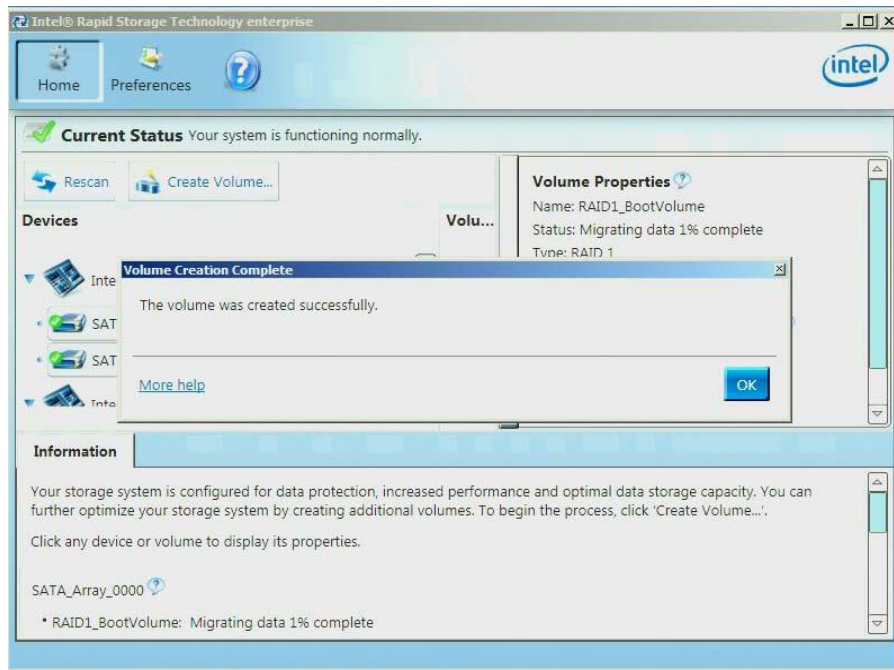 Intel® Rapid Storage Technology enterprise
Home
Preferences
intel
Current Status Your system is functioning normally.
Rescan
Create Volume...
Devices
Volu...
Volume Properties
Name: RAID1_BootVolume
Status: Migrating data 1% complete
Type: RAID 1
Inte
SAT
SAT
Inte
Volume Creation Complete
The volume was created successfully.
More help
OK
Information
Your storage system is configured for data protection, increased performance and optimal data storage capacity. You can
further optimize your storage system by creating additional volumes. To begin the process, click 'Create Volume...'.
Click any device or volume to display its properties.
SATA_Array_0000
• RAID1_BootVolume: Migrating data 1% complete